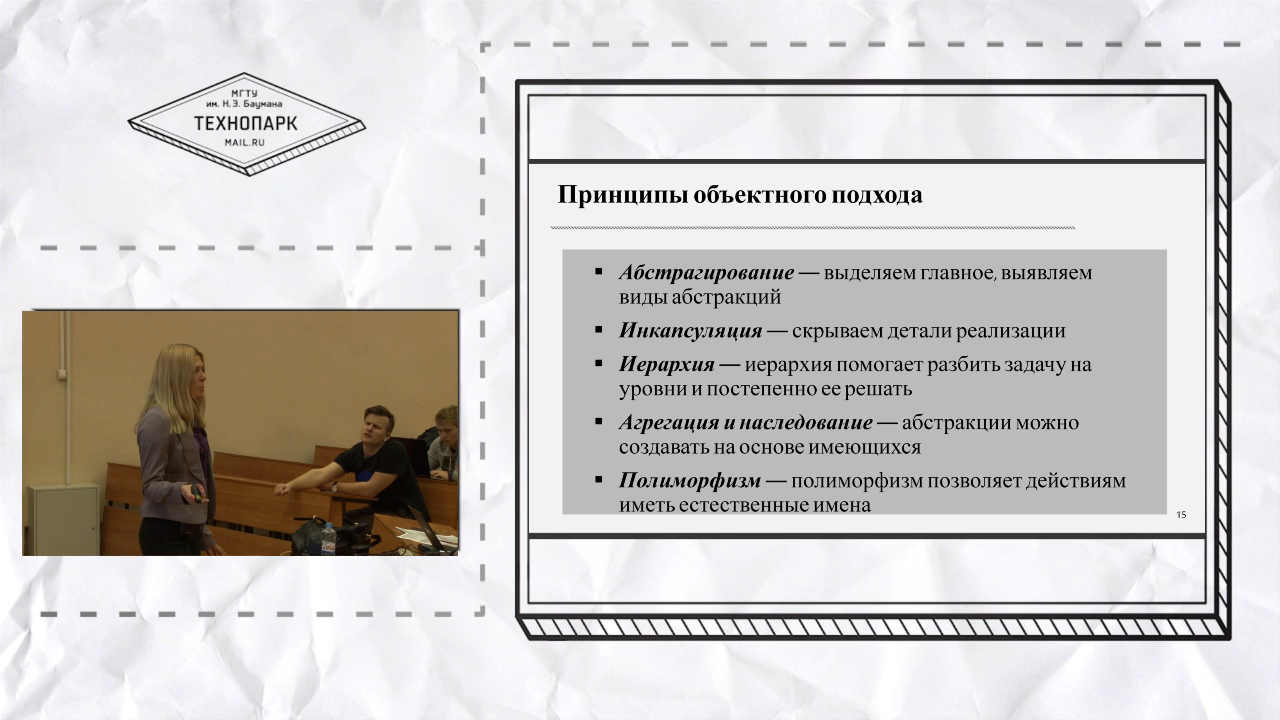 МГТУ
им. Н.Э. Баумана
ТЕХНОПАРК
MAIL.RU
Принципы объектного подхода
▪ Абстрагирование — выделяем главное, выявляем
виды абстракций
▪ Инкапсуляция — скрываем детали реализации
▪ Иерархия — иерархия помогает разбить задачу на
уровни и постепенно ее решать
▪ Агрегация и наследование — абстракции можно
создавать на основе имеющихся
▪ Полиморфизм — полиморфизм позволяет действиям
иметь естественные имена
15